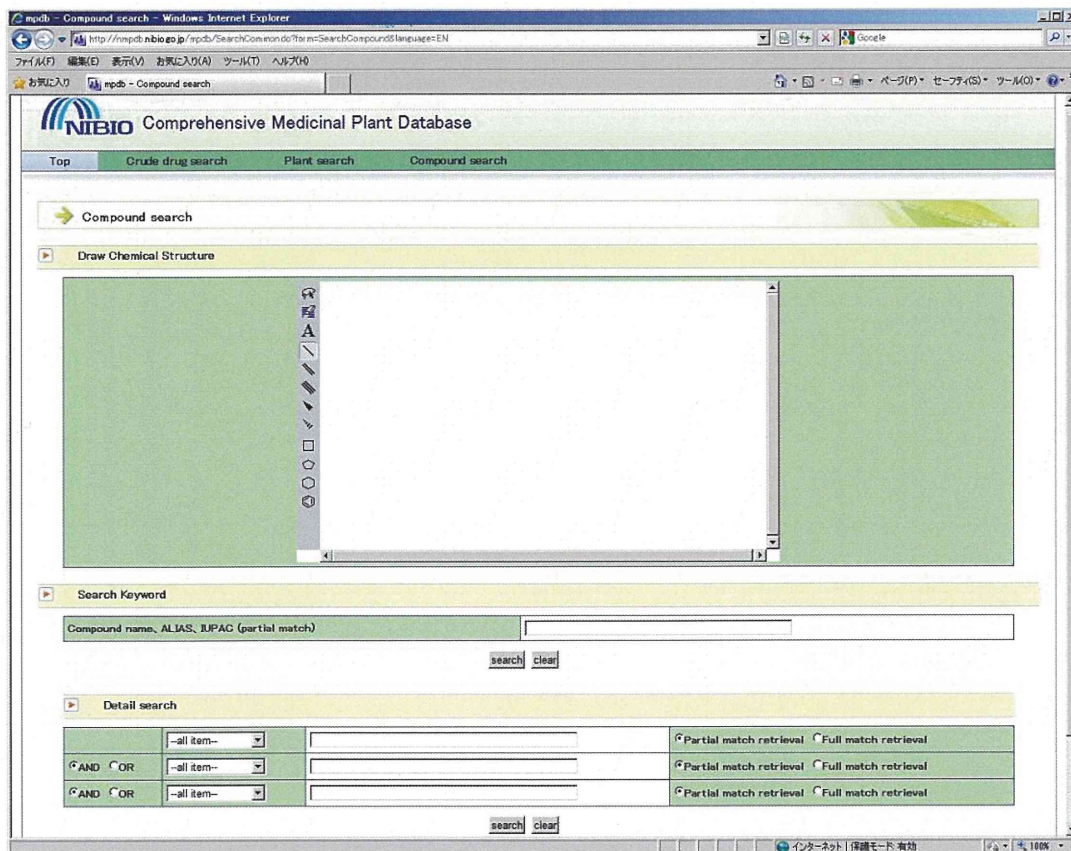 mpdb - Compound search - Windows Internet Explorer
http://mpdb.nibio.go.jp/mpdb/SearchCommon.do?form=SearchCompound&language=EN
Google
ファイル(F) 編集(E) 表示(V) お気に入り(A) ツール(T) ヘルプ(H)
お気に入り mpdb - Compound search ページ(P) セーフティ(S) ツール(O)
NIBIO Comprehensive Medicinal Plant Database
Top Crude drug search Plant search Compound search
Compound search
Draw Chemical Structure
A
Search Keyword
Compound name、ALIAS、IUPAC (partial match)
search clear
Detail search
--all item-- Partial match retrieval Full match retrieval
AND OR --all item-- Partial match retrieval Full match retrieval
AND OR --all item-- Partial match retrieval Full match retrieval
search clear
インターネット | 保護モード: 有効 100%